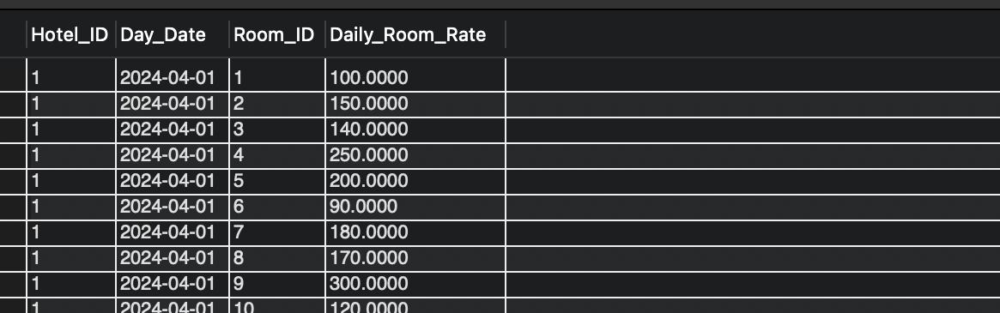 Hotel_ID Day_Date Room_ID Daily_Room_Rate
1 2024-04-01 1 100.0000
1 2024-04-01 2 150.0000
1 2024-04-01 3 140.0000
1 2024-04-01 4 250.0000
1 2024-04-01 5 200.0000
1 2024-04-01 6 90.0000
1 2024-04-01 7 180.0000
1 2024-04-01 8 170.0000
1 2024-04-01 9 300.0000
1 2024-04-01 10 120.0000